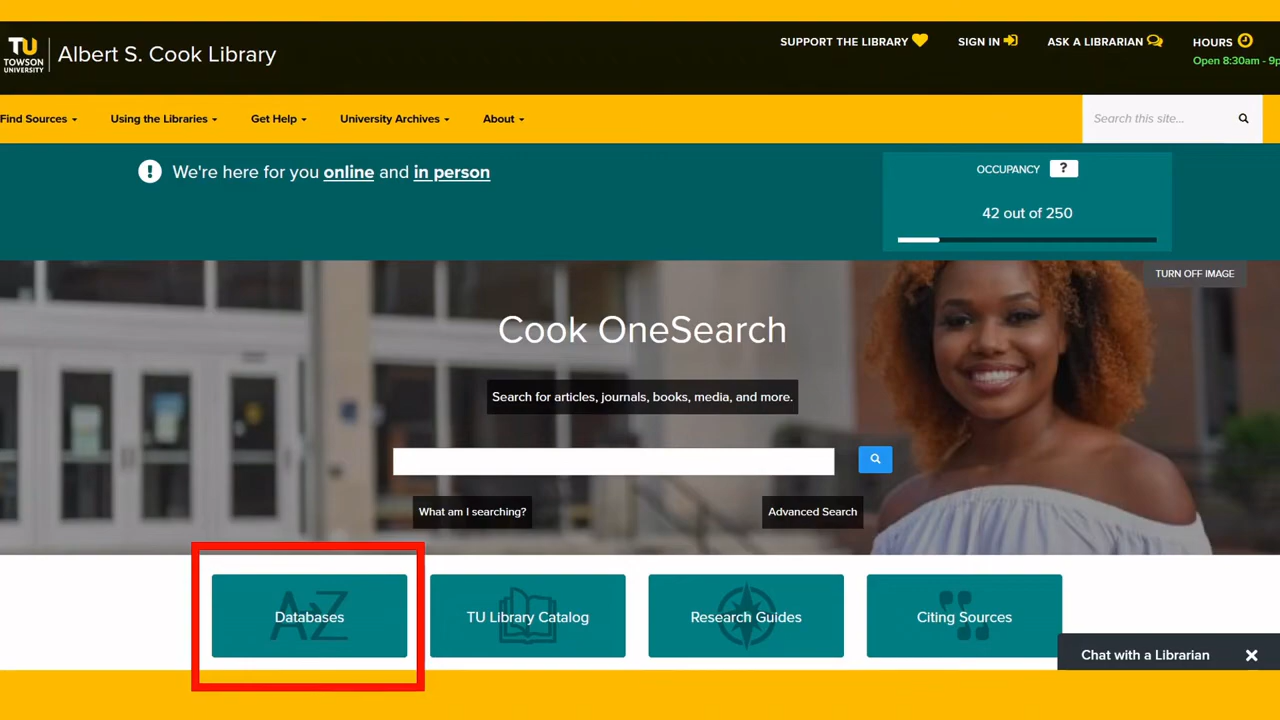 TU
TOWSON
UNIVERSITY
Albert S. Cook Library
SUPPORT THE LIBRARY
SIGN IN
ASK A LIBRARIAN
HOURS
Open 8:30am - 9p
Find Sources
Using the Libraries
Get Help
University Archives
About
Search this site...
! We're here for you online and in person
OCCUPANCY ?
42 out of 250
TURN OFF IMAGE
Cook OneSearch
Search for articles, journals, books, media, and more.
What am I searching?
Advanced Search
AZ
Databases
TU Library Catalog
Research Guides
Citing Sources
Chat with a Librarian X